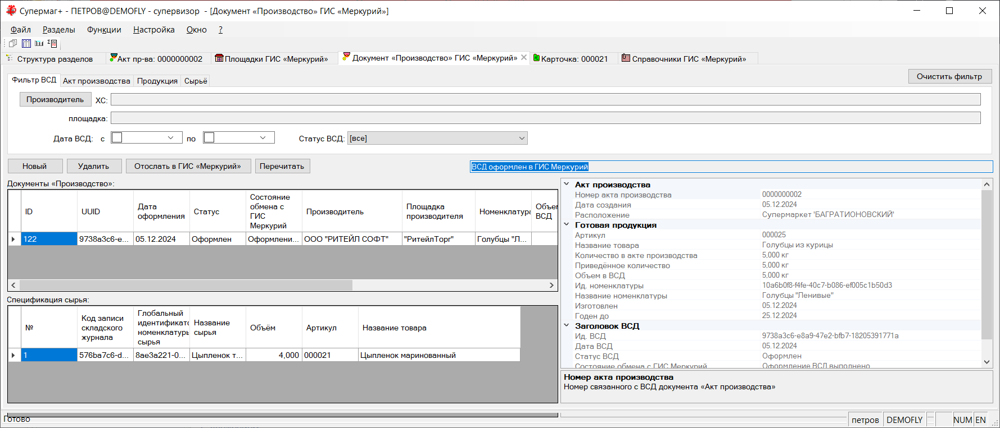 Супермаг+ - ПЕТРОВ@DEMOFLY - супервизор - [Документ «Производство» ГИС «Меркурий»]
Файл Разделы Функции Настройка Окно ?
Структура разделов Акт пр-ва: 0000000002 Площадки ГИС «Меркурий» Документ «Производство» ГИС «Меркурий» Карточка: 000021 Справочники ГИС «Меркурий»
Фильтр ВСД Акт производства Продукция Сырьё Очистить фильтр
Производитель ХС:
площадка:
Дата ВСД: с по Статус ВСД: [все]
Новый Удалить Отослать в ГИС «Меркурий» Перечитать ВСД оформлен в ГИС Меркурий
Документы «Производство»:
ID UUID Дата оформления Статус Состояние обмена с ГИС Меркурий Производитель Площадка производителя Номенклатура Объем ВСД
122 9738a3c6-e... 05.12.2024 Оформлен Оформлени... ООО "РИТЕЙЛ СОФТ" "РитейлТорг" Голубцы "Л...
Спецификация сырья:
№ Код записи складского журнала Глобальный идентификатс номенклатуры сырья Название сырья Объём Артикул Название товара
1 576ba7c6-d... 8ae3a221-0... Цыпленок т... 4,000 000021 Цыпленок маринованный
Акт производства
Номер акта производства 0000000002
Дата создания 05.12.2024
Расположение Супермаркет 'БАГРАТИОНОВСКИЙ'
Готовая продукция
Артикул 000025
Название товара Голубцы из курицы
Количество в акте производства 5,000 кг
Приведённое количество 5,000 кг
Объем в ВСД 5,000 кг
Ид. номенклатуры 10a6b0f8-f4fe-40c7-b086-ef005c1b50d3
Название номенклатуры Голубцы "Ленивые"
Изготовлен 05.12.2024
Годен до 25.12.2024
Заголовок ВСД
Ид. ВСД 9738a3c6-e8a9-47e2-bfb7-18205391771a
Дата ВСД 05.12.2024
Статус ВСД Оформлен
Состояние обмена с ГИС Меркурий Оформление ВСД выполнено
Номер акта производства
Номер связанного с ВСД документа «Акт производства»
Готово петров DEMOFLY NUM EN